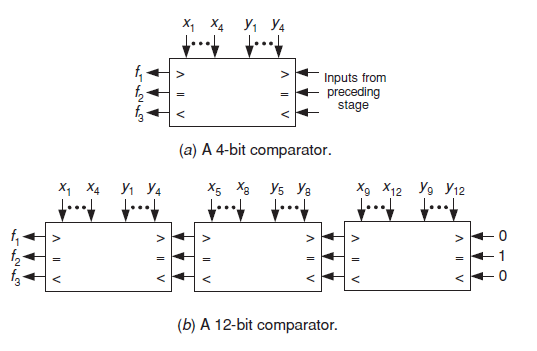 x1 x4 y1 y4
f1 > > Inputs from
f2 = = preceding
f3 < < stage
(a) A 4-bit comparator.
x1 x4 y1 y4 x5 x8 y5 y8 x9 x12 y9 y12
f1 > > > > > > 0
f2 = = = = = = 1
f3 < < < < < < 0
(b) A 12-bit comparator.